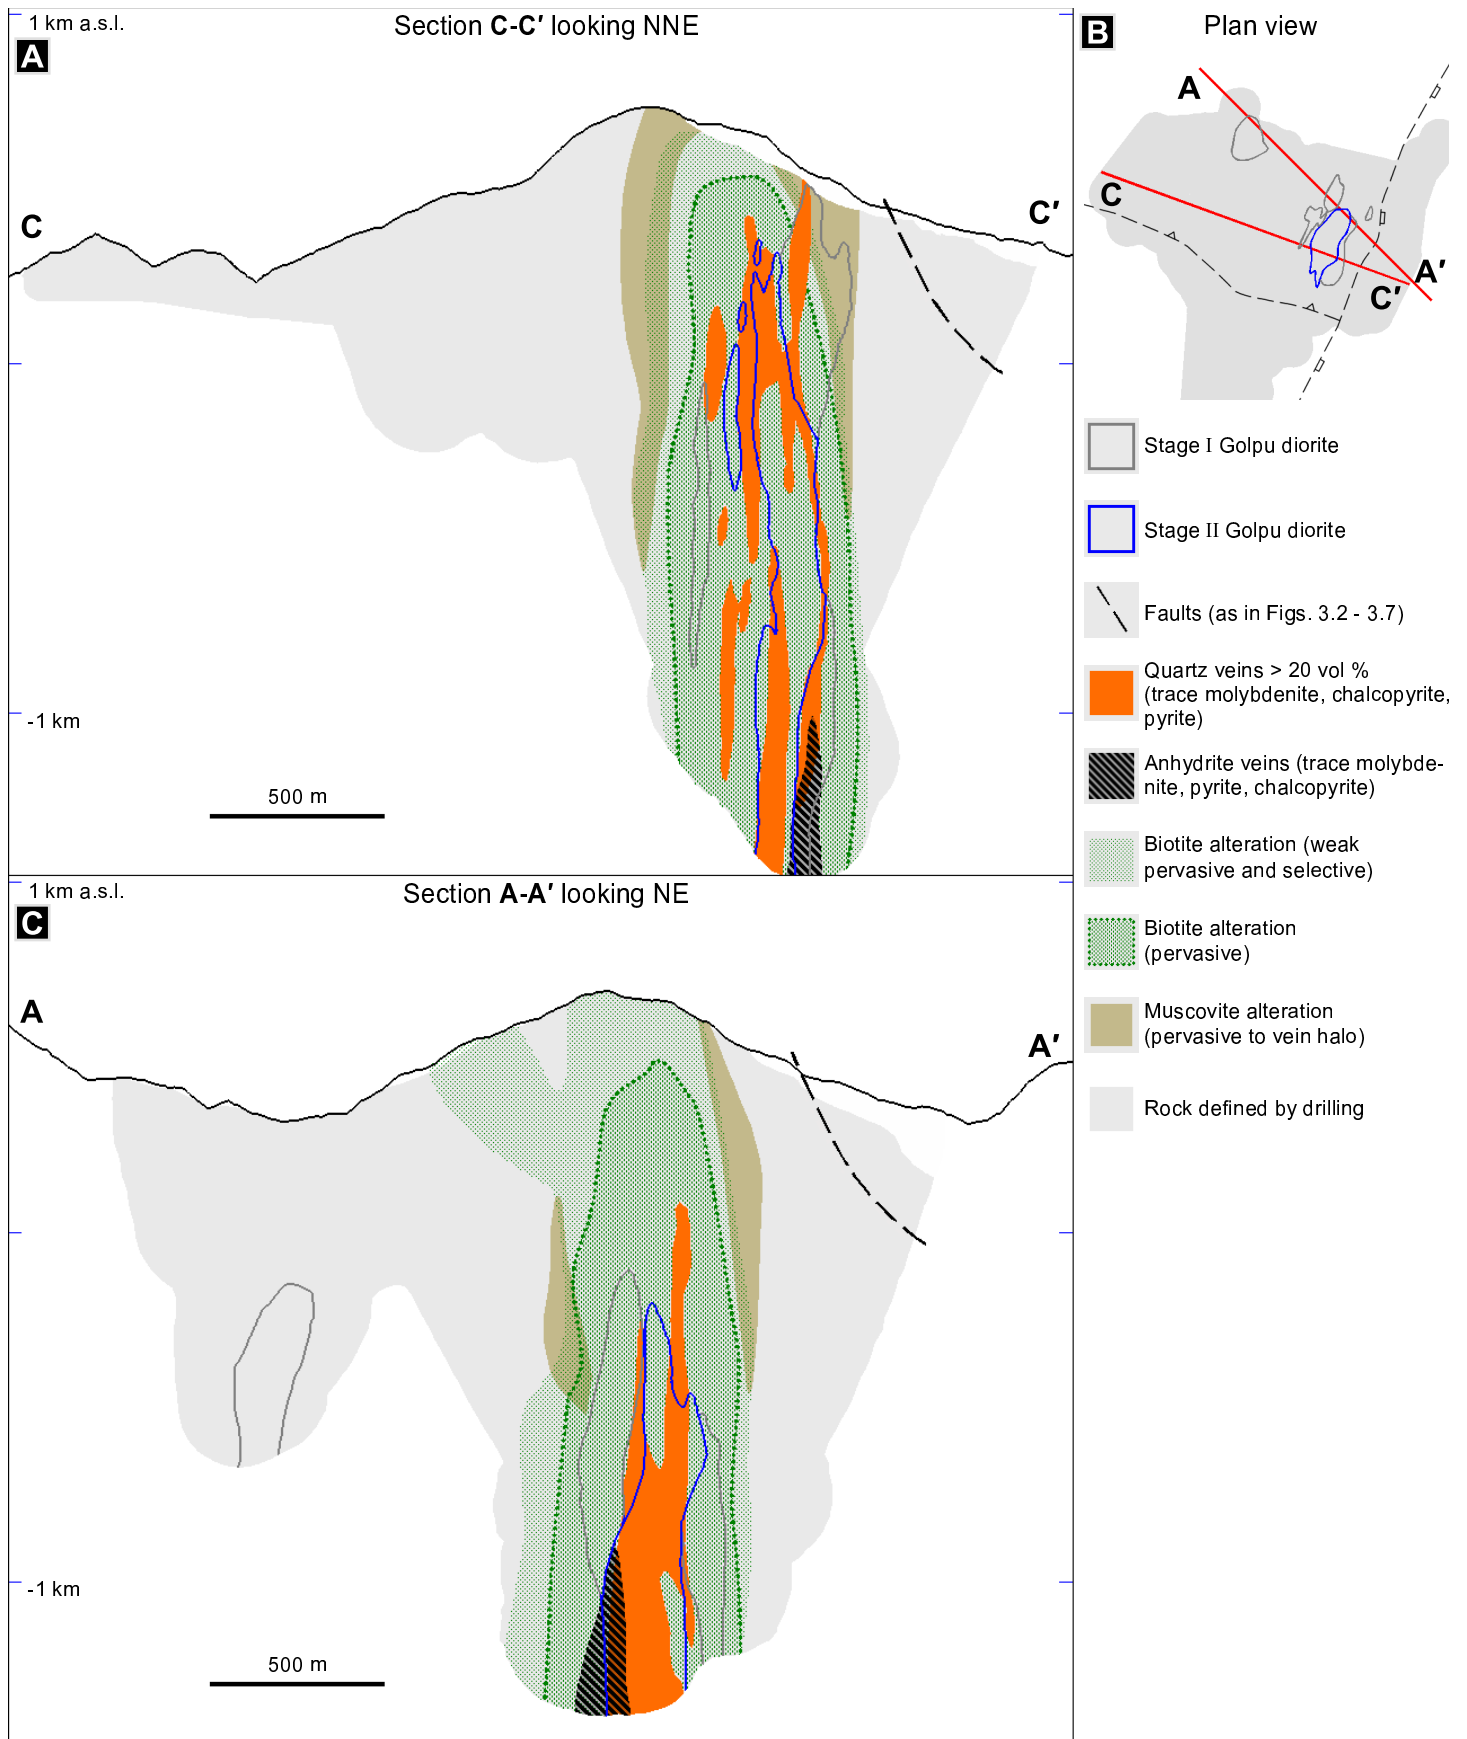 1 km a.s.l.
Section C-C′ looking NNE
A
C
C′
-1 km
500 m
B
Plan view
A
C
A′
C′
Stage I Golpu diorite
Stage II Golpu diorite
Faults (as in Figs. 3.2 - 3.7)
Quartz veins > 20 vol %
(trace molybdenite, chalcopyrite,
pyrite)
Anhydrite veins (trace molybde-
nite, pyrite, chalcopyrite)
Biotite alteration (weak
pervasive and selective)
Biotite alteration
(pervasive)
Muscovite alteration
(pervasive to vein halo)
Rock defined by drilling
1 km a.s.l.
Section A-A′ looking NE
C
A
A′
-1 km
500 m